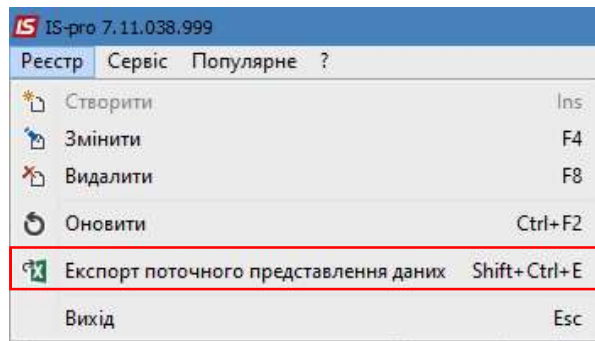 IS IS-pro 7.11.038.999
Реєстр Сервіс Популярне ?
Створити Ins
Змінити F4
Видалити F8
Оновити Ctrl+F2
Експорт поточного представлення даних Shift+Ctrl+E
Вихід Esc